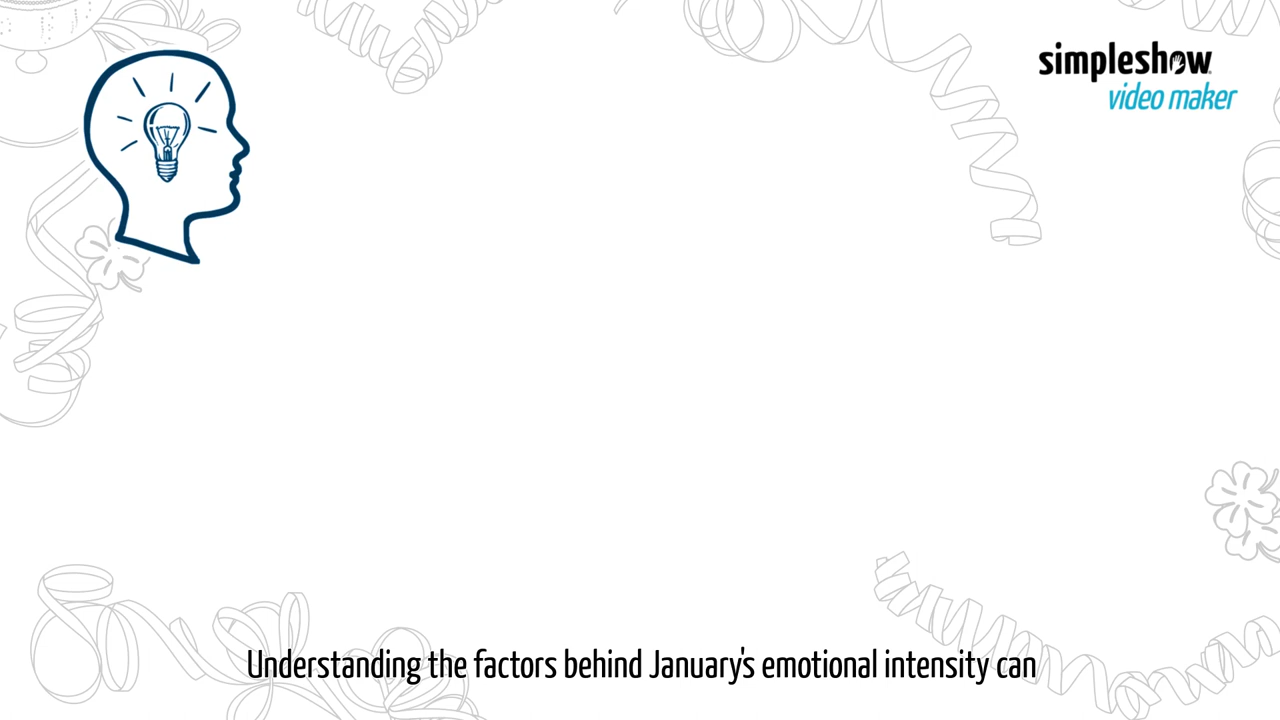 simpleshow
video maker
Understanding the factors behind January's emotional intensity can